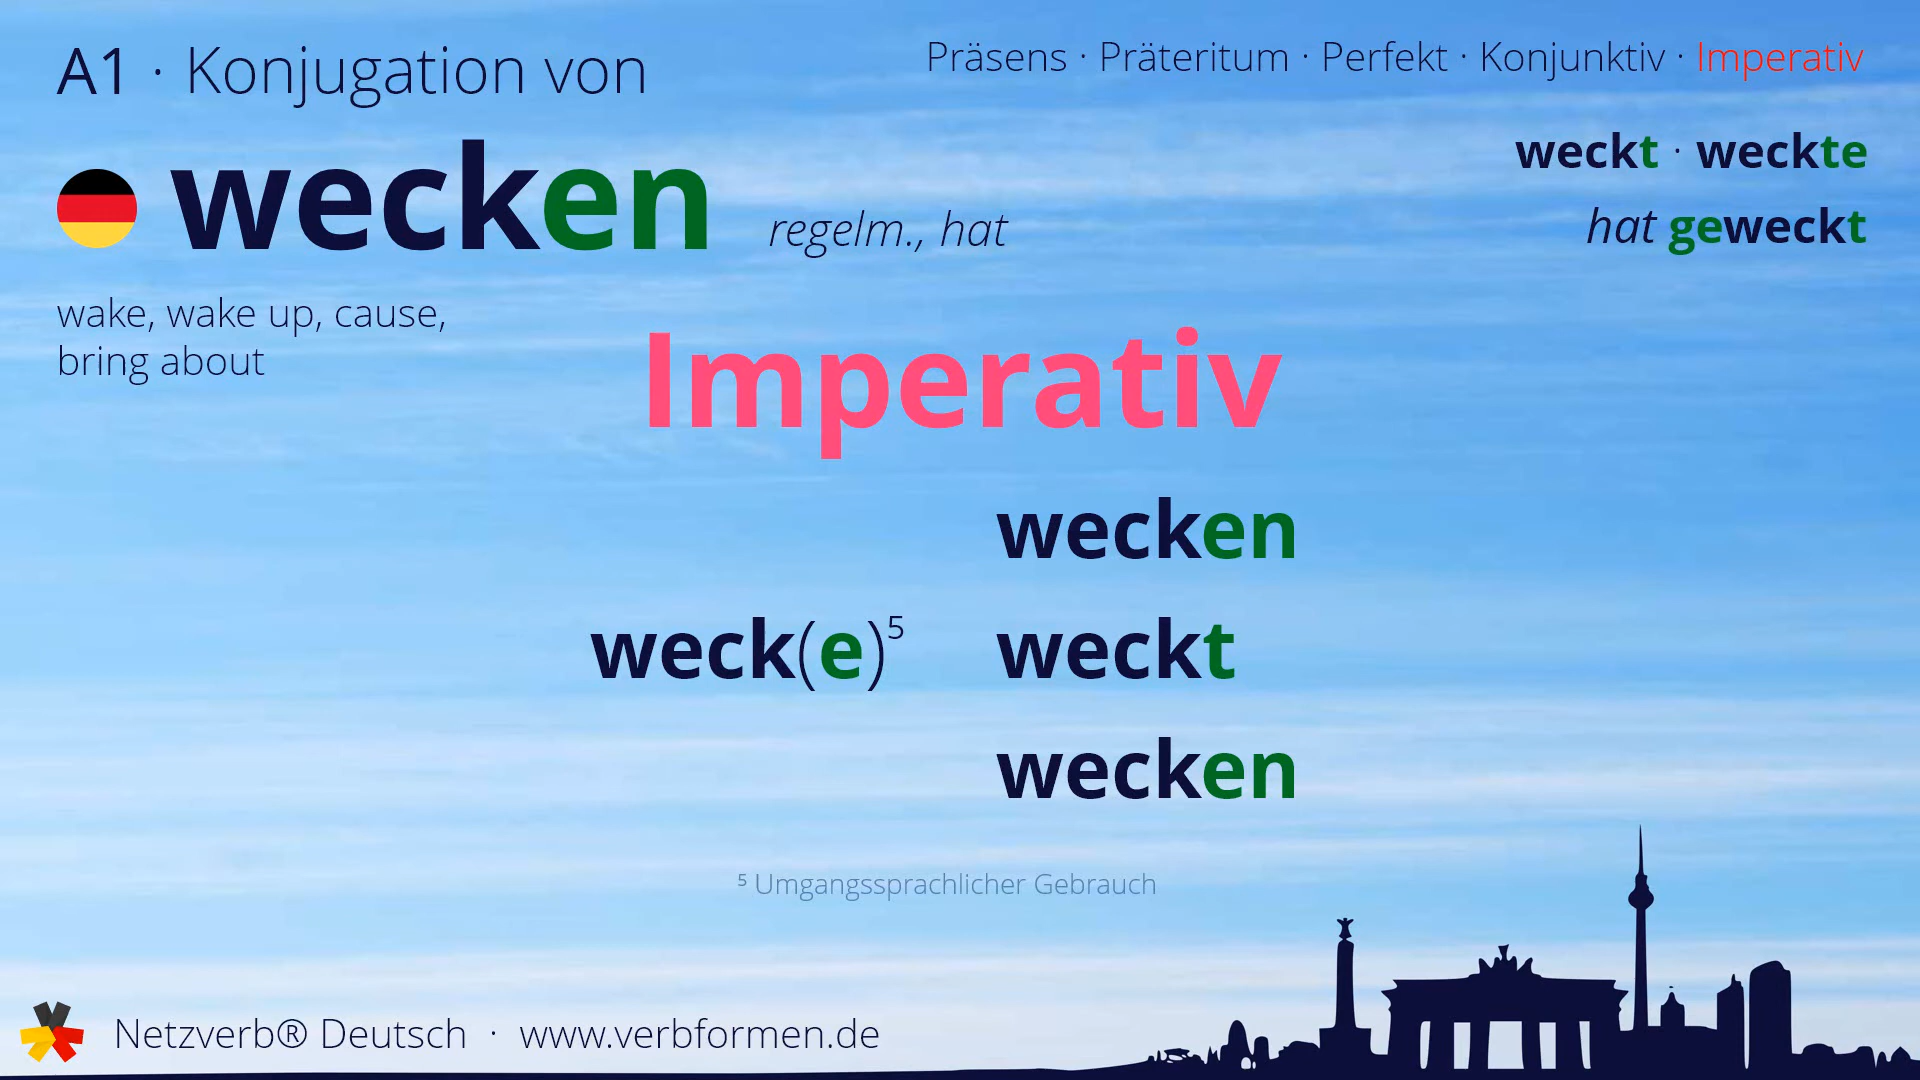 A1 · Konjugation von
Präsens · Präteritum · Perfekt · Konjunktiv · Imperativ
wecken regelm., hat
weckt · weckte
hat geweckt
wake, wake up, cause,
bring about
Imperativ
wecken
weck(e)⁵ weckt
wecken
⁵ Umgangssprachlicher Gebrauch
Netzverb® Deutsch · www.verbformen.de